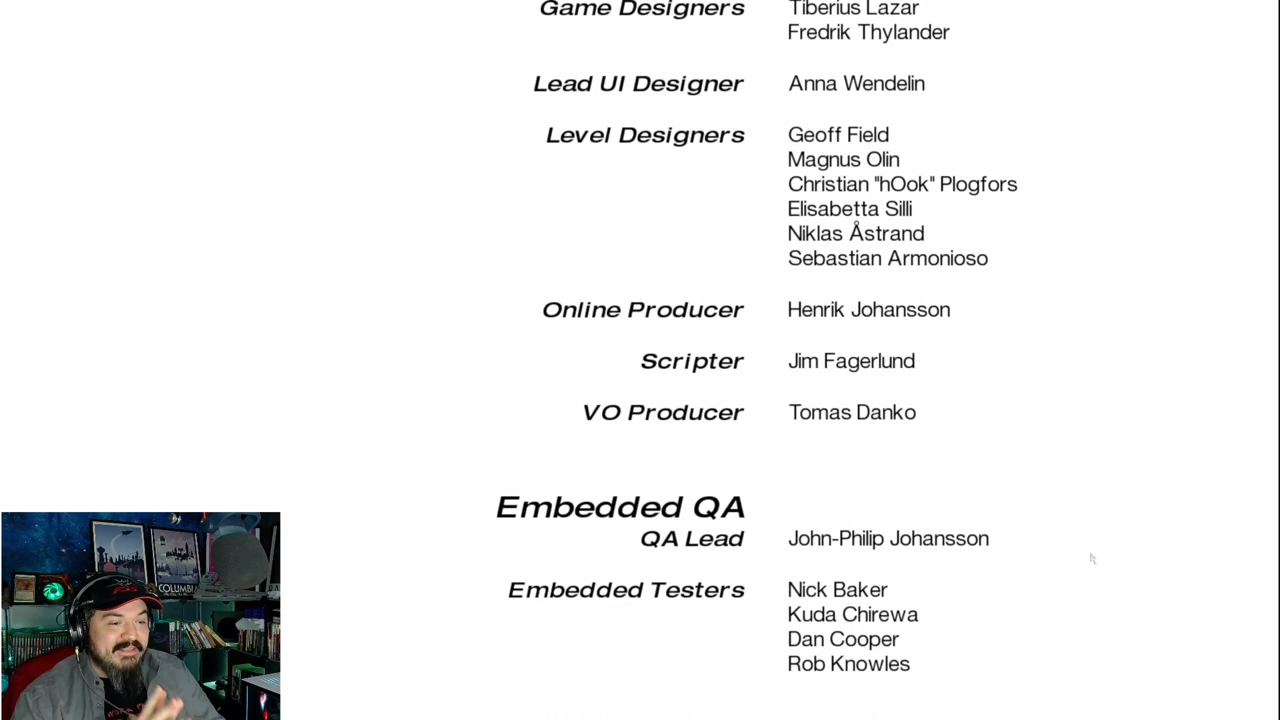 Game Designers Tiberius Lazar
Fredrik Thylander
Lead UI Designer Anna Wendelin
Level Designers Geoff Field
Magnus Olin
Christian "hOok" Plogfors
Elisabetta Silli
Niklas Åstrand
Sebastian Armonioso
Online Producer Henrik Johansson
Scripter Jim Fagerlund
VO Producer Tomas Danko
Embedded QA
QA Lead John-Philip Johansson
Embedded Testers Nick Baker
Kuda Chirewa
Dan Cooper
Rob Knowles
COLUMBIA